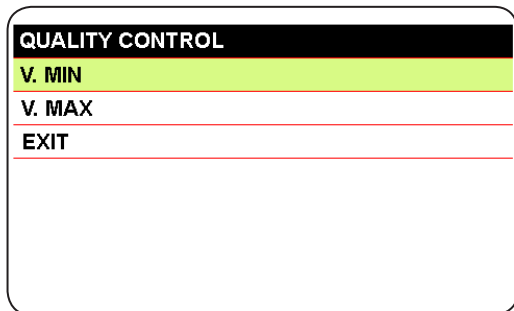 QUALITY CONTROL
V. MIN
V. MAX
EXIT